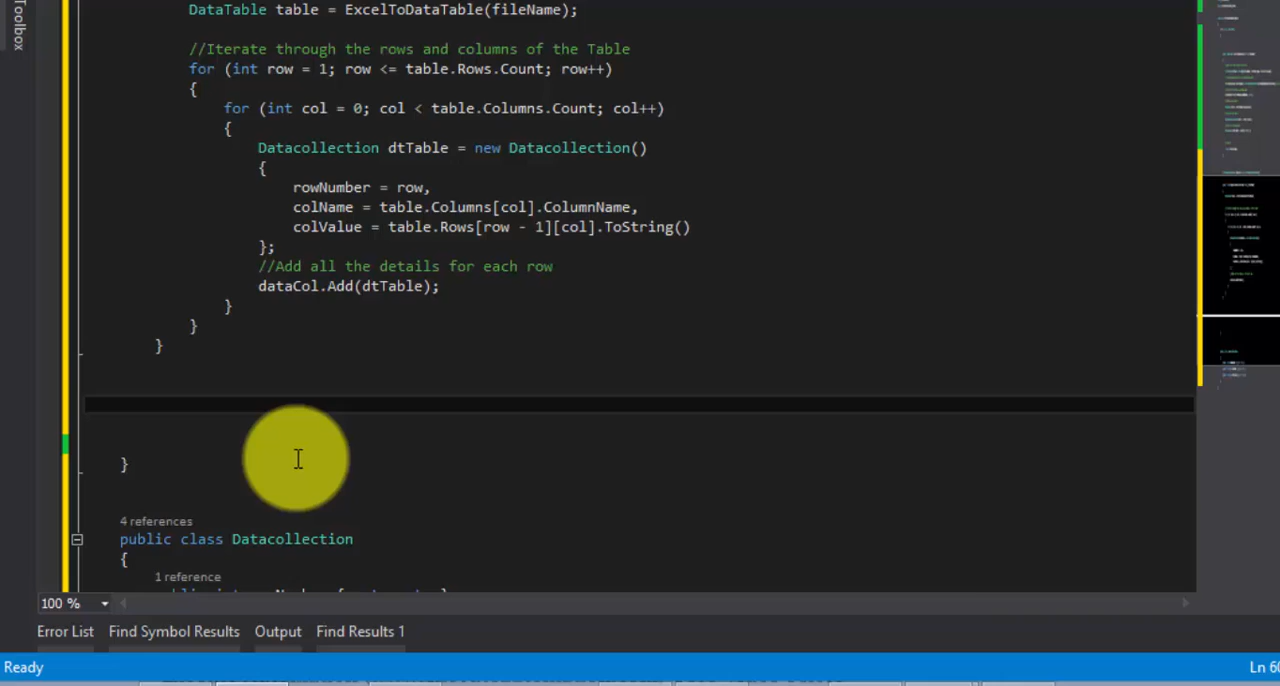 Toolbox
DataTable table = ExcelToDataTable(fileName);
//Iterate through the rows and columns of the Table
for (int row = 1; row <= table.Rows.Count; row++)
{
for (int col = 0; col < table.Columns.Count; col++)
{
Datacollection dtTable = new Datacollection()
{
rowNumber = row,
colName = table.Columns[col].ColumnName,
colValue = table.Rows[row - 1][col].ToString()
};
//Add all the details for each row
dataCol.Add(dtTable);
}
}
}
}
4 references
public class Datacollection
{
1 reference
100 %
Error List Find Symbol Results Output Find Results 1
Ready Ln 60